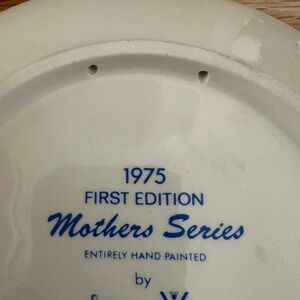 1975
FIRST EDITION
Mothers Series
ENTIRELY HAND PAINTED
by